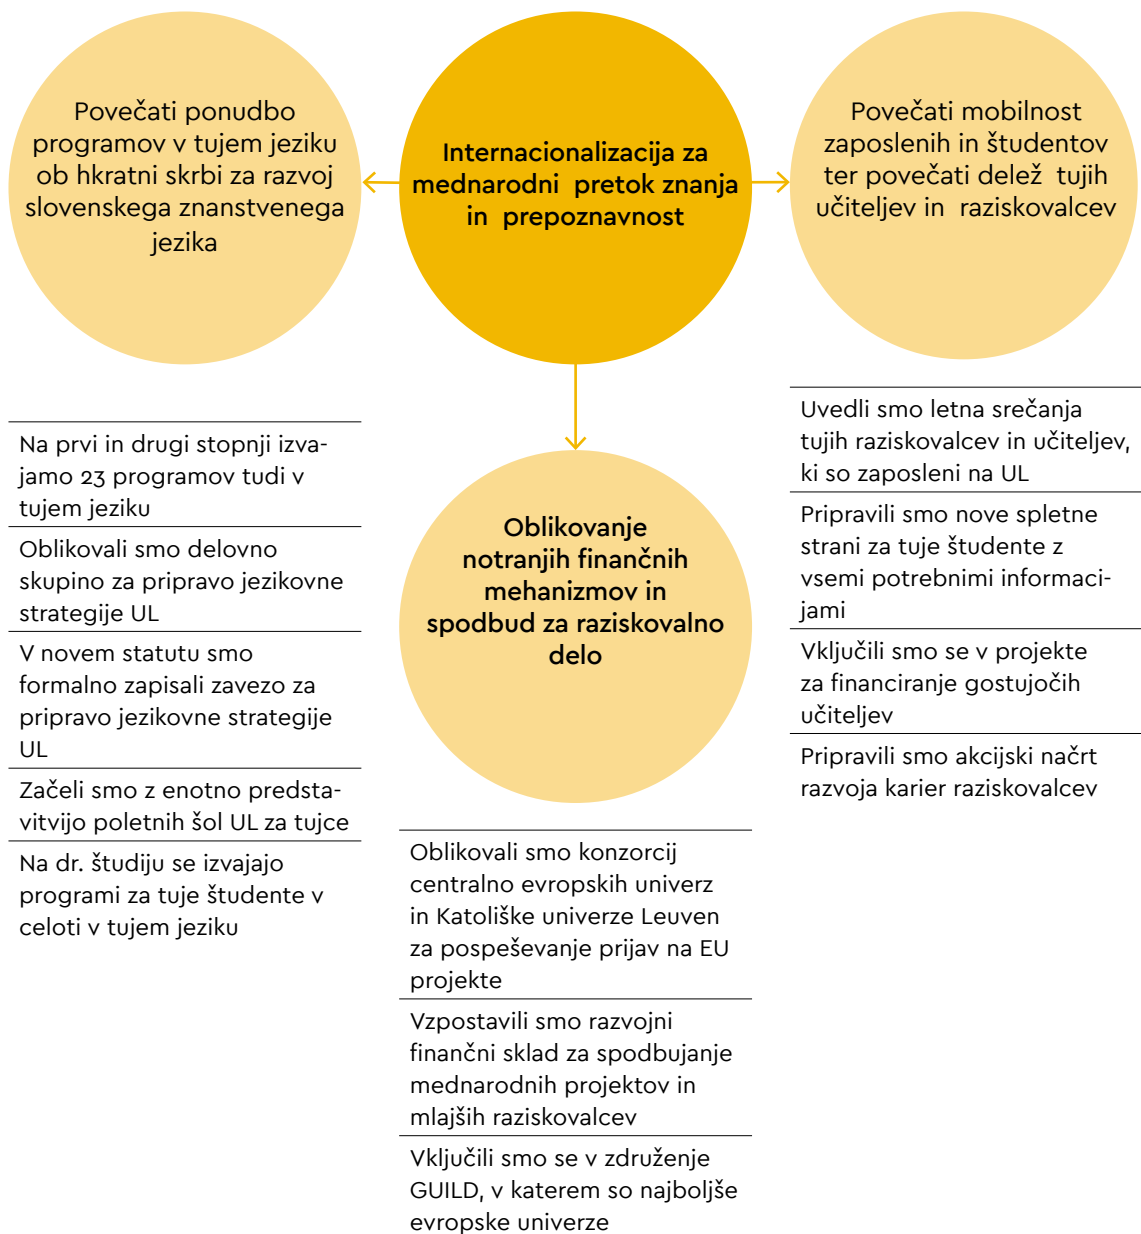 Povečati ponudbo
programov v tujem jeziku
ob hkratni skrbi za razvoj
slovenskega znanstvenega
jezika
Internacionalizacija za
mednarodni pretok znanja
in prepoznavnost
Povečati mobilnost
zaposlenih in študentov
ter povečati delež tujih
učiteljev in raziskovalcev
Na prvi in drugi stopnji izva-
jamo 23 programov tudi v
tujem jeziku
Oblikovali smo delovno
skupino za pripravo jezikovne
strategije UL
V novem statutu smo
formalno zapisali zavezo za
pripravo jezikovne strategije
UL
Začeli smo z enotno predsta-
vitvijo poletnih šol UL za tujce
Na dr. študiju se izvajajo
programi za tuje študente v
celoti v tujem jeziku
Oblikovanje
notranjih finančnih
mehanizmov in
spodbud za raziskovalno
delo
Oblikovali smo konzorcij
centralno evropskih univerz
in Katoliške univerze Leuven
za pospeševanje prijav na EU
projekte
Vzpostavili smo razvojni
finančni sklad za spodbujanje
mednarodnih projektov in
mlajših raziskovalcev
Vključili smo se v združenje
GUILD, v katerem so najboljše
evropske univerze
Uvedli smo letna srečanja
tujih raziskovalcev in učiteljev,
ki so zaposleni na UL
Pripravili smo nove spletne
strani za tuje študente z
vsemi potrebnimi informaci-
jami
Vključili smo se v projekte
za financiranje gostujočih
učiteljev
Pripravili smo akcijski načrt
razvoja karier raziskovalcev